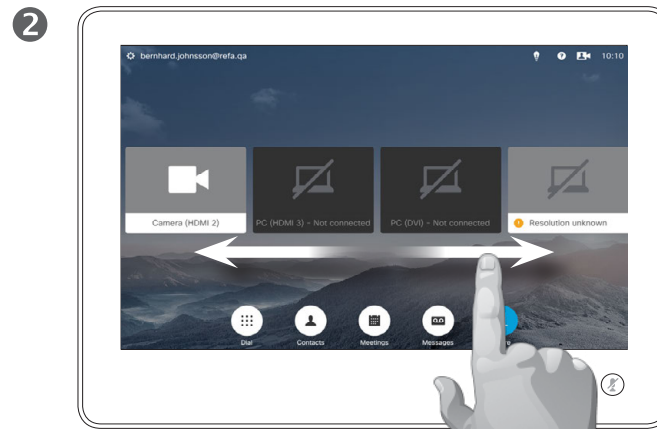 2
bernhard.johnsson@refa.qa 10:10
Camera (HDMI 2) PC (HDMI 3) – Not connected PC (DVI) – Not connected Resolution unknown
Dial Contacts Meetings Messages